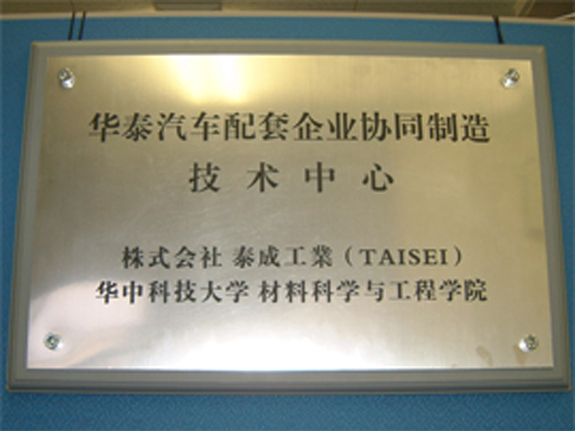 华泰汽车配套企业协同制造
技术中心
株式会社 泰成工業（TAISEI）
华中科技大学 材料科学与工程学院